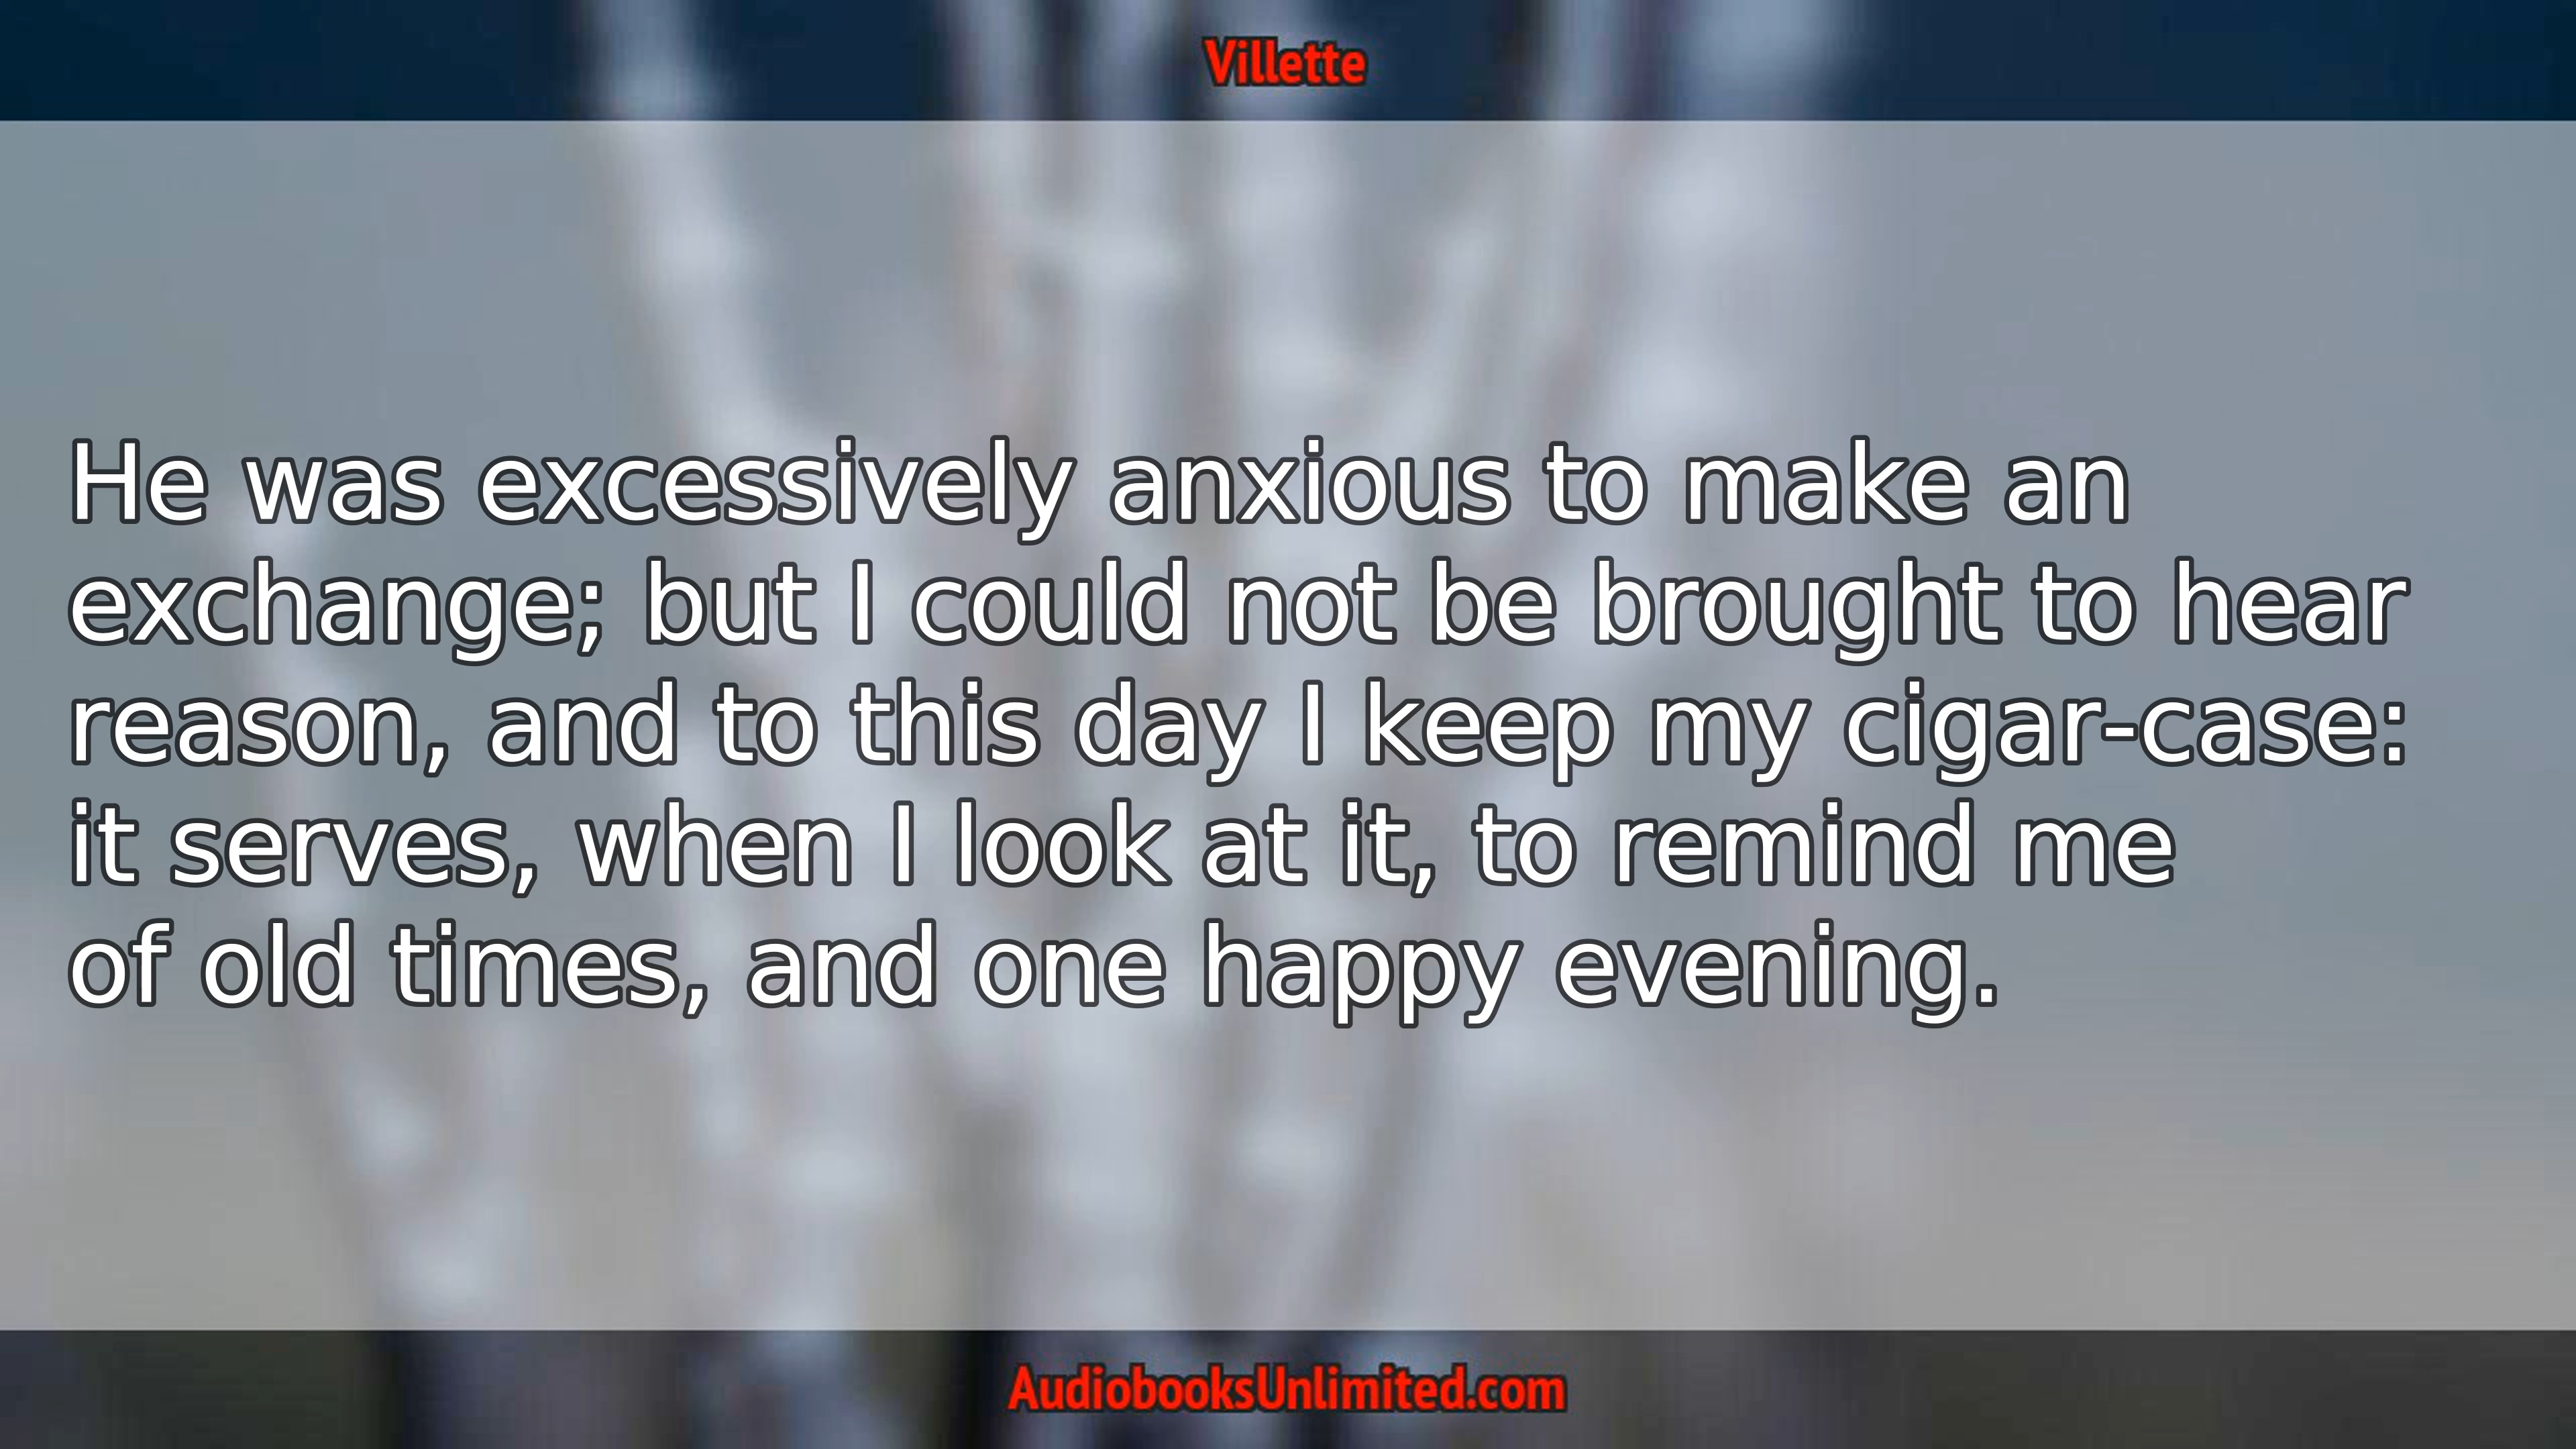 Villette
He was excessively anxious to make an
exchange; but I could not be brought to hear
reason, and to this day I keep my cigar-case:
it serves, when I look at it, to remind me
of old times, and one happy evening.
AudiobooksUnlimited.com